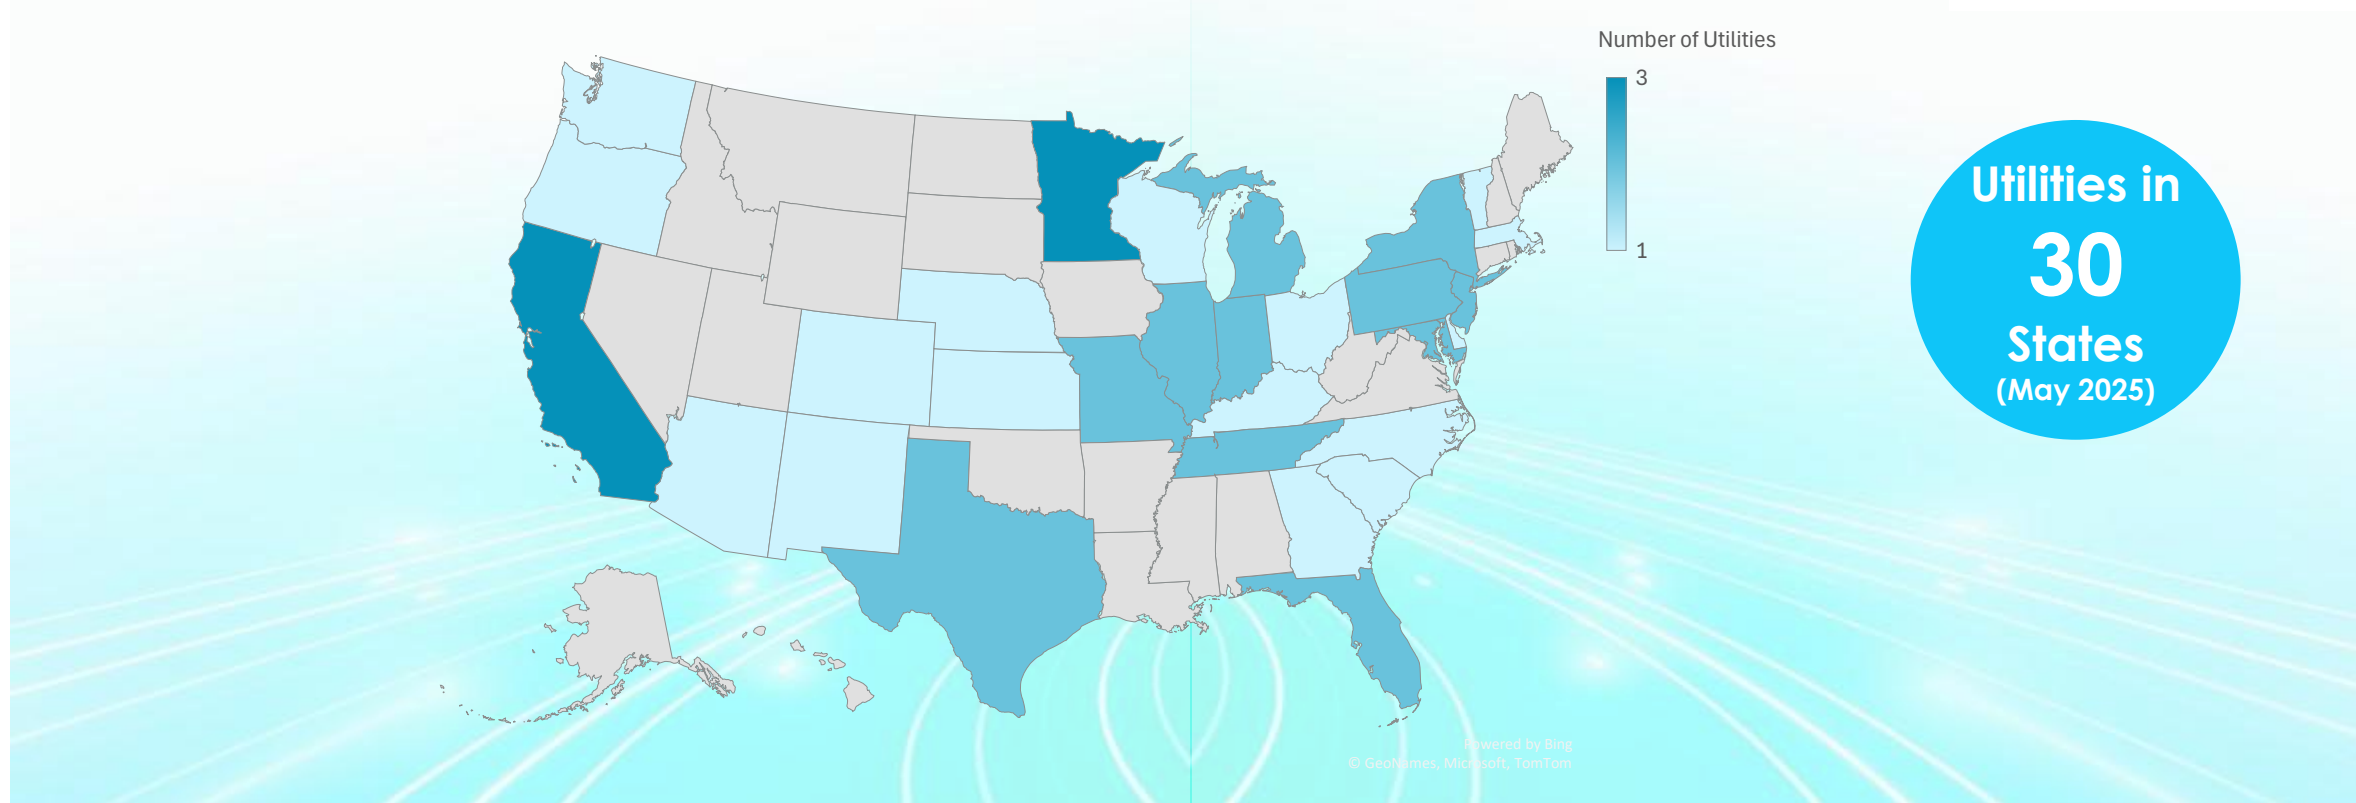 Number of Utilities
3
1
Utilities in
30
States
(May 2025)
Powered by Bing
© GeoNames, Microsoft, TomTom